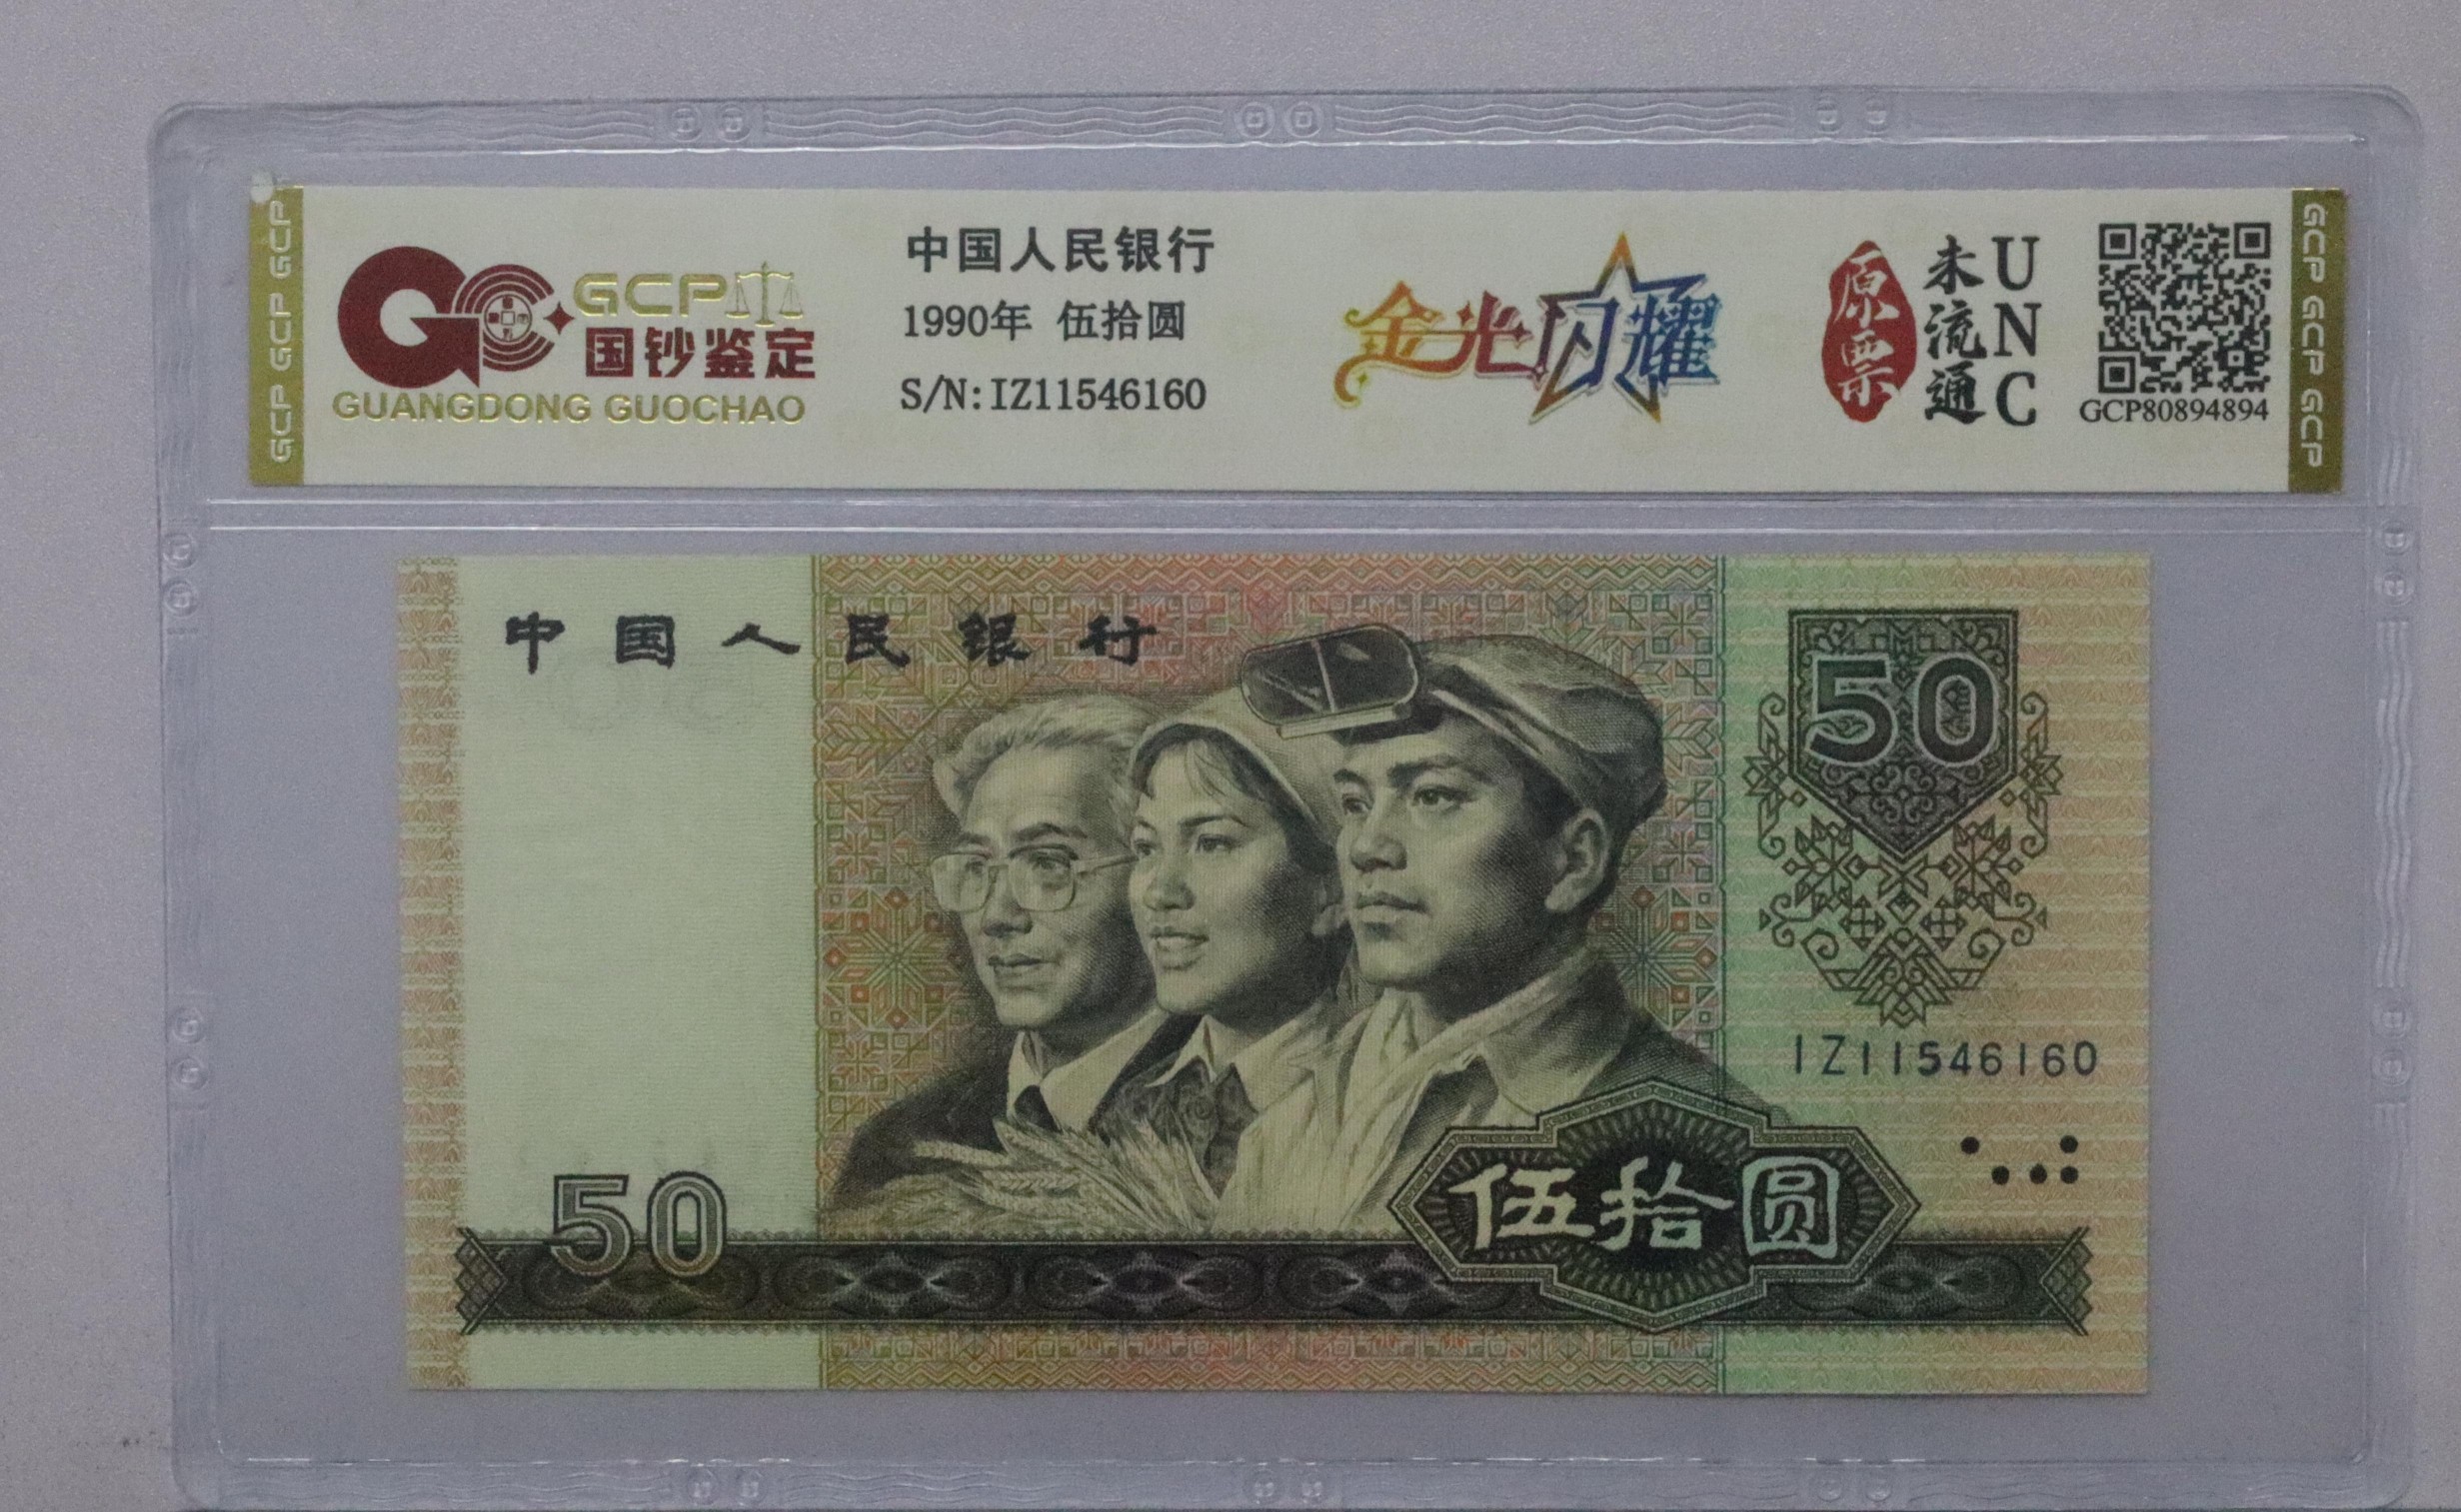 GCP GCP GCP
GCP
国钞鉴定
GUANGDONG GUOCHAO
中国人民银行
1990年 伍拾圆
S/N:IZ11546160
金光闪耀
原票
未流通
UNC
GCP80894894
GCP GCP GCP
中国人民银行
50
IZ11546160
50
伍拾圆